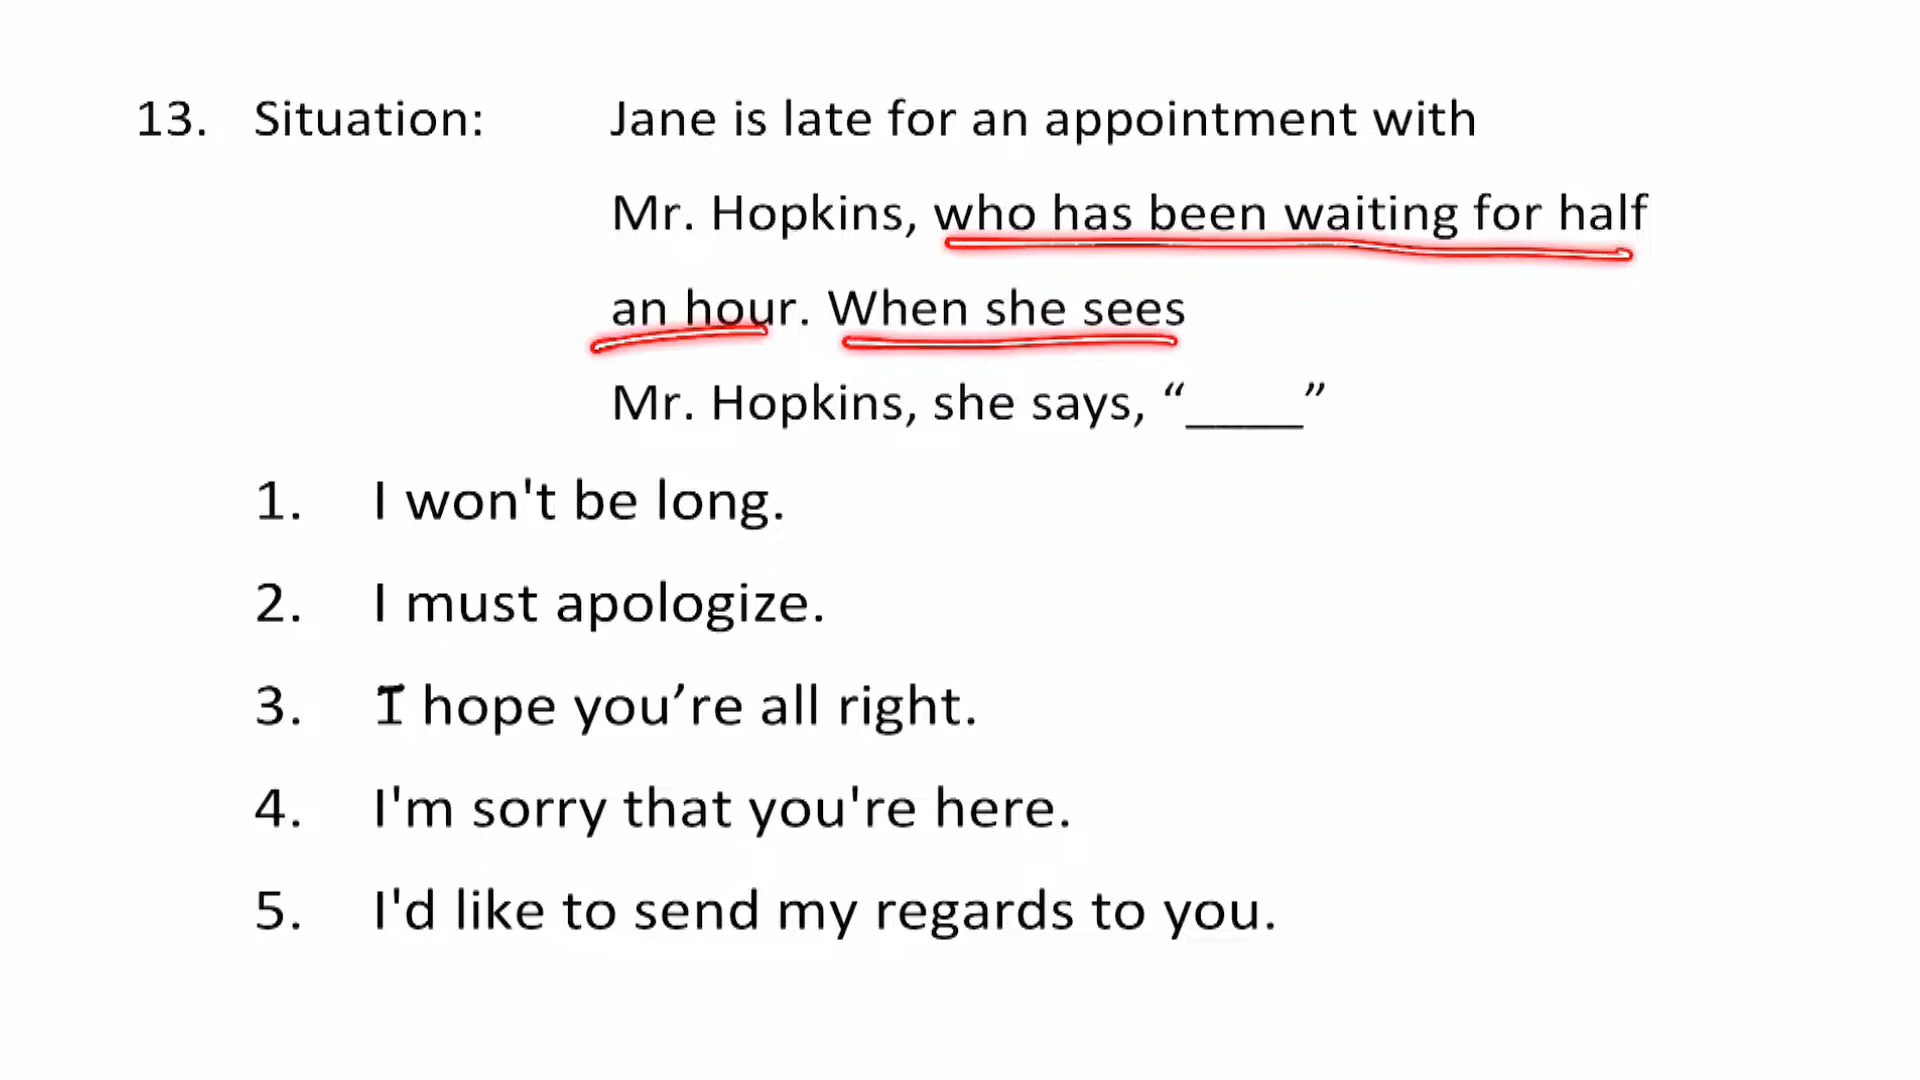 13. Situation: Jane is late for an appointment with
Mr. Hopkins, who has been waiting for half
an hour. When she sees
Mr. Hopkins, she says, “____”
1. I won't be long.
2. I must apologize.
3. I hope you’re all right.
4. I'm sorry that you're here.
5. I'd like to send my regards to you.